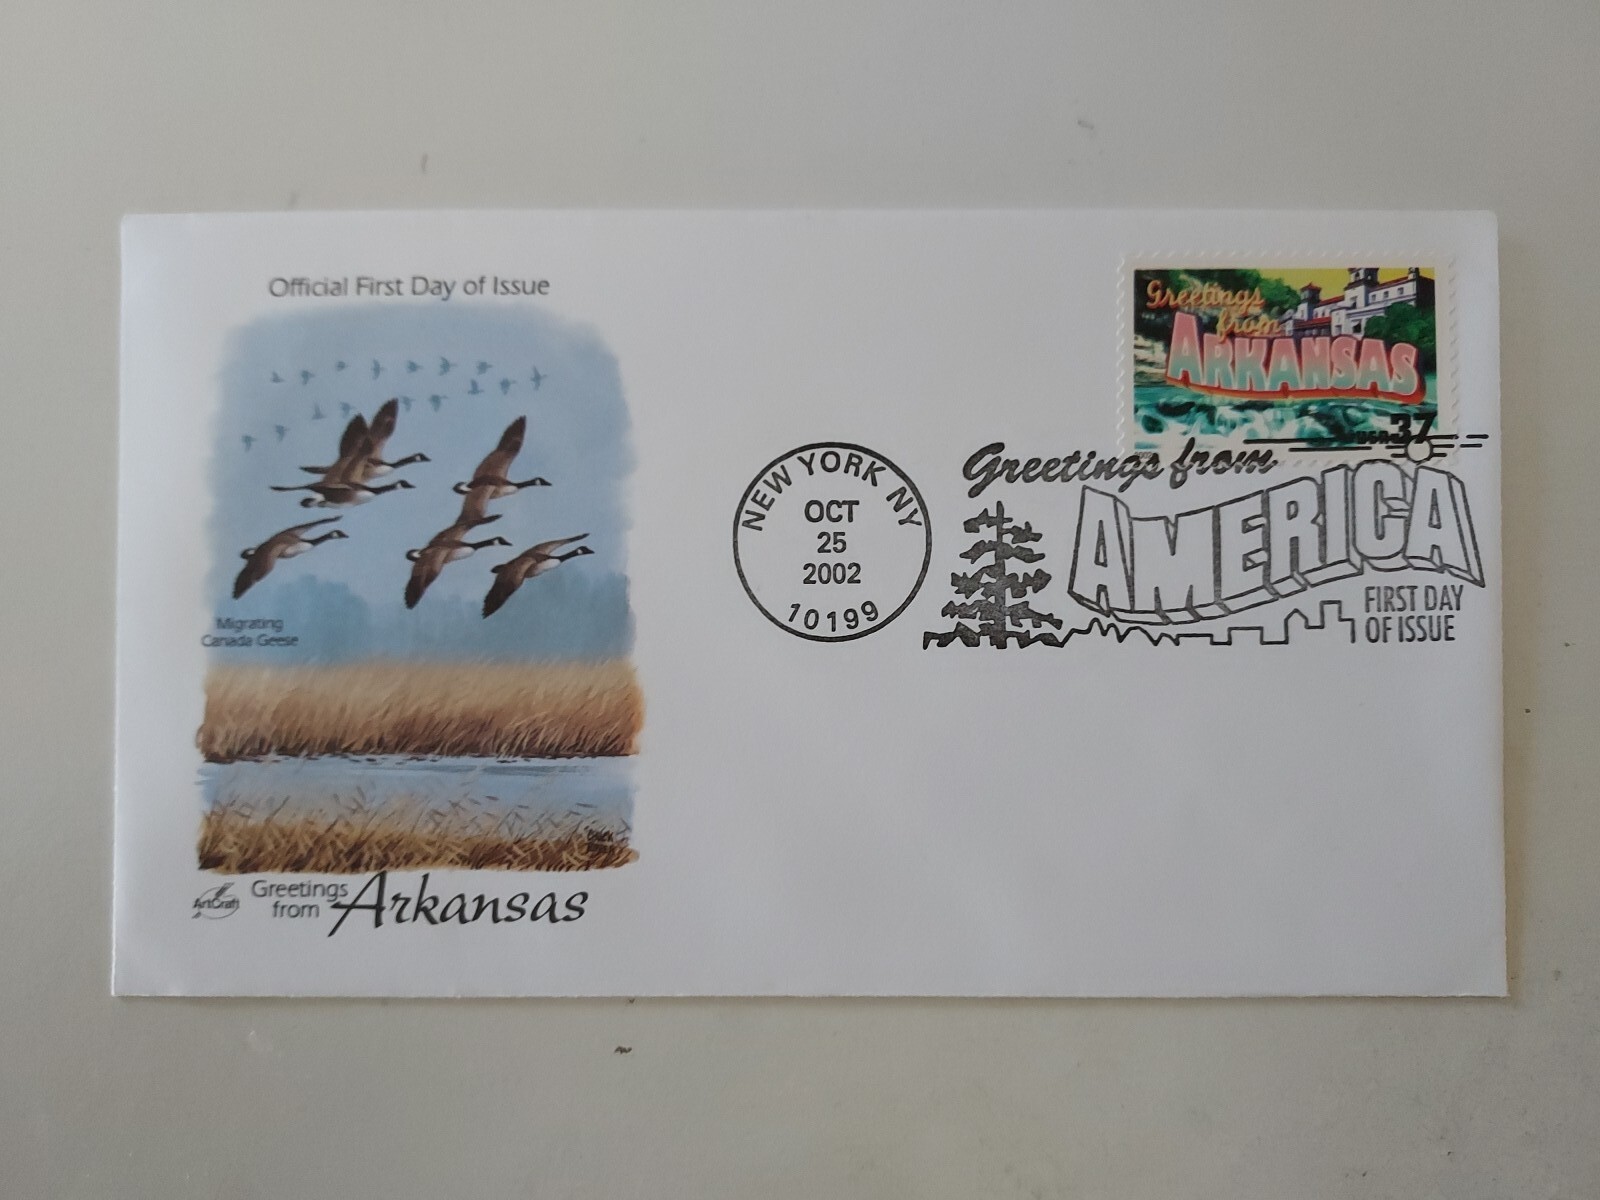 Official First Day of Issue
Migrating
Canada Geese
ArtCraft
Greetings
from Arkansas
Greetings
from
ARKANSAS
USA 37
NEW YORK NY
OCT
25
2002
10199
Greetings from
AMERICA
FIRST DAY
OF ISSUE